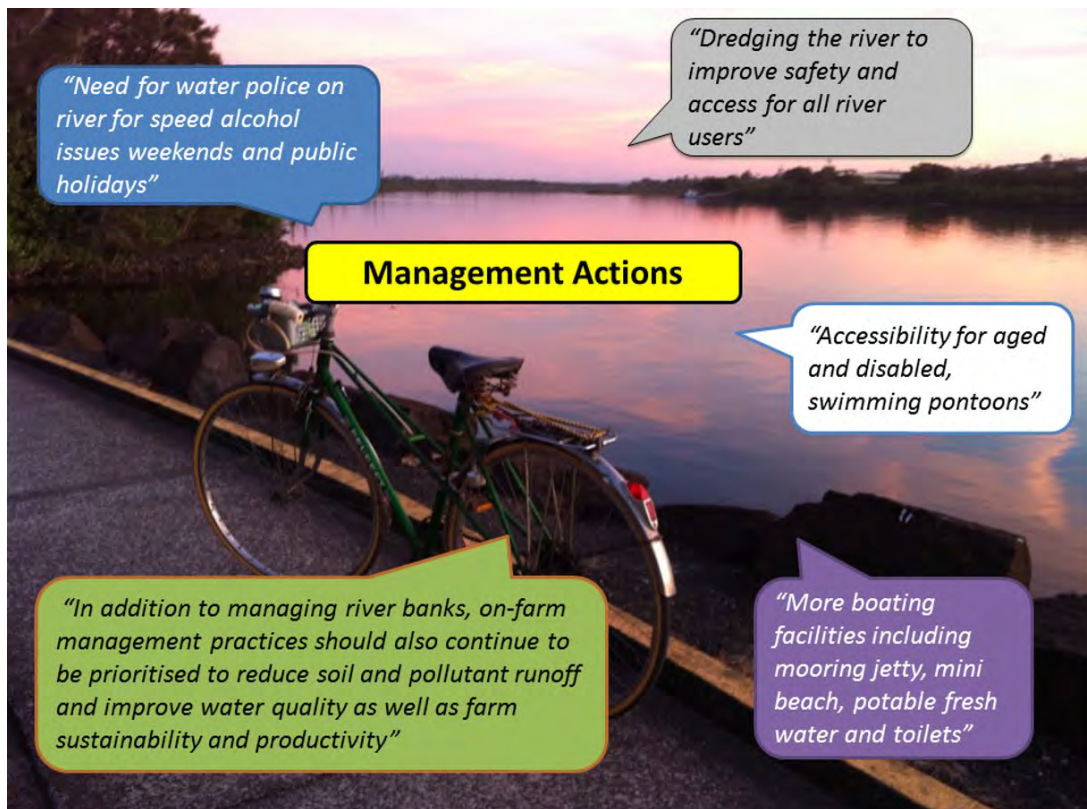 “Need for water police on
river for speed alcohol
issues weekends and public
holidays”
“Dredging the river to
improve safety and
access for all river
users”
Management Actions
“Accessibility for aged
and disabled,
swimming pontoons”
“In addition to managing river banks, on-farm
management practices should also continue to
be prioritised to reduce soil and pollutant runoff
and improve water quality as well as farm
sustainability and productivity”
“More boating
facilities including
mooring jetty, mini
beach, potable fresh
water and toilets”